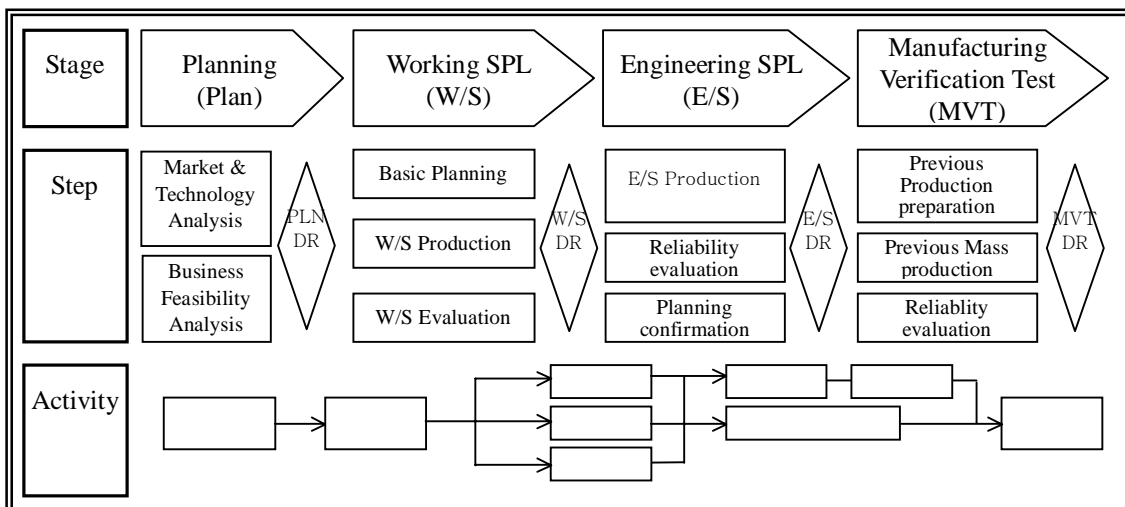 Stage
Planning
(Plan)
Working SPL
(W/S)
Engineering SPL
(E/S)
Manufacturing
Verification Test
(MVT)
Step
Market &
Technology
Analysis
Business
Feasibility
Analysis
PLN
DR
Basic Planning
W/S Production
W/S Evaluation
W/S
DR
E/S Production
Reliability
evaluation
Planning
confirmation
E/S
DR
Previous
Production
preparation
Previous Mass
production
Reliablity
evaluation
MVT
DR
Activity